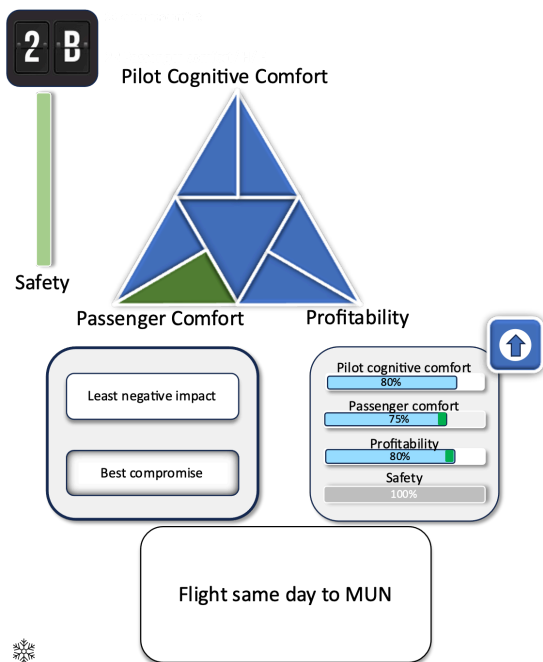 2 B
Pilot Cognitive Comfort
Safety
Passenger Comfort
Profitability
Least negative impact
Best compromise
Pilot cognitive comfort
80%
Passenger comfort
75%
Profitability
80%
Safety
100%
Flight same day to MUN